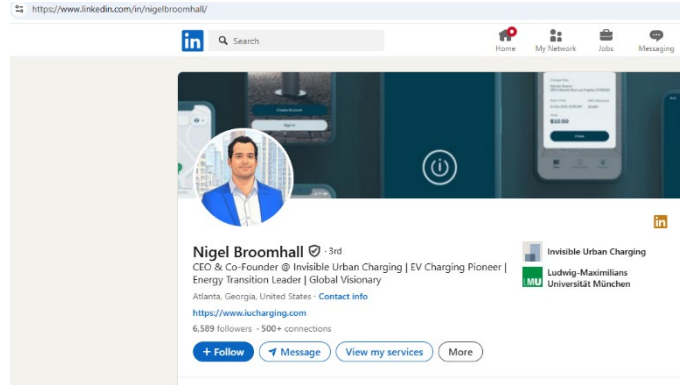 https://www.linkedin.com/in/nigelbroomhall/
in
Search
Home
My Network
Jobs
Messaging
Create Account
Sign In
$10.50
in
Nigel Broomhall · 3rd
CEO & Co-Founder @ Invisible Urban Charging | EV Charging Pioneer |
Energy Transition Leader | Global Visionary
Atlanta, Georgia, United States · Contact info
https://www.iucharging.com
6,589 followers · 500+ connections
+ Follow
Message
View my services
More
Invisible Urban Charging
LMU
Ludwig-Maximilians
Universität München